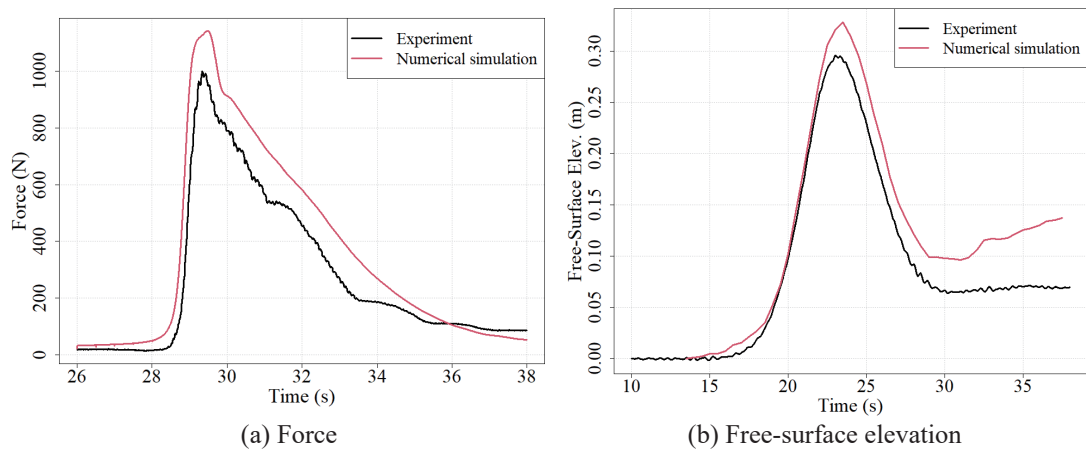 Experiment
Numerical simulation
Force (N)
0
200
400
600
800
1000
26
28
30
32
34
36
38
Time (s)
(a) Force
Experiment
Numerical simulation
Free-Surface Elev. (m)
0.00
0.05
0.10
0.15
0.20
0.25
0.30
10
15
20
25
30
35
Time (s)
(b) Free-surface elevation